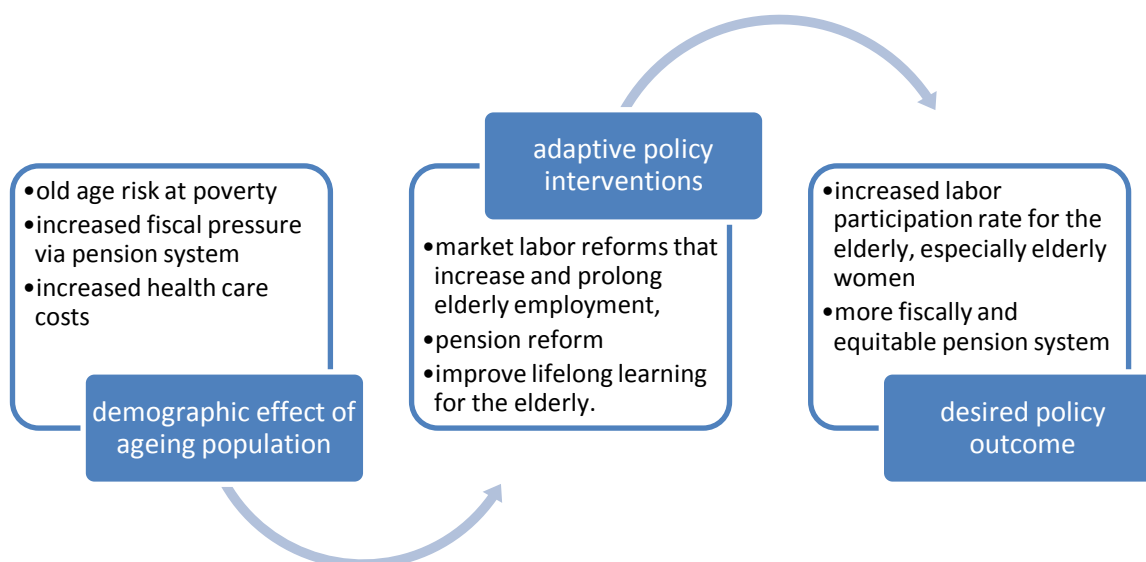 •old age risk at poverty
•increased fiscal pressure
via pension system
•increased health care
costs
demographic effect of
ageing population
adaptive policy
interventions
•market labor reforms that
increase and prolong
elderly employment,
•pension reform
•improve lifelong learning
for the elderly.
•increased labor
participation rate for the
elderly, especially elderly
women
•more fiscally and
equitable pension system
desired policy
outcome